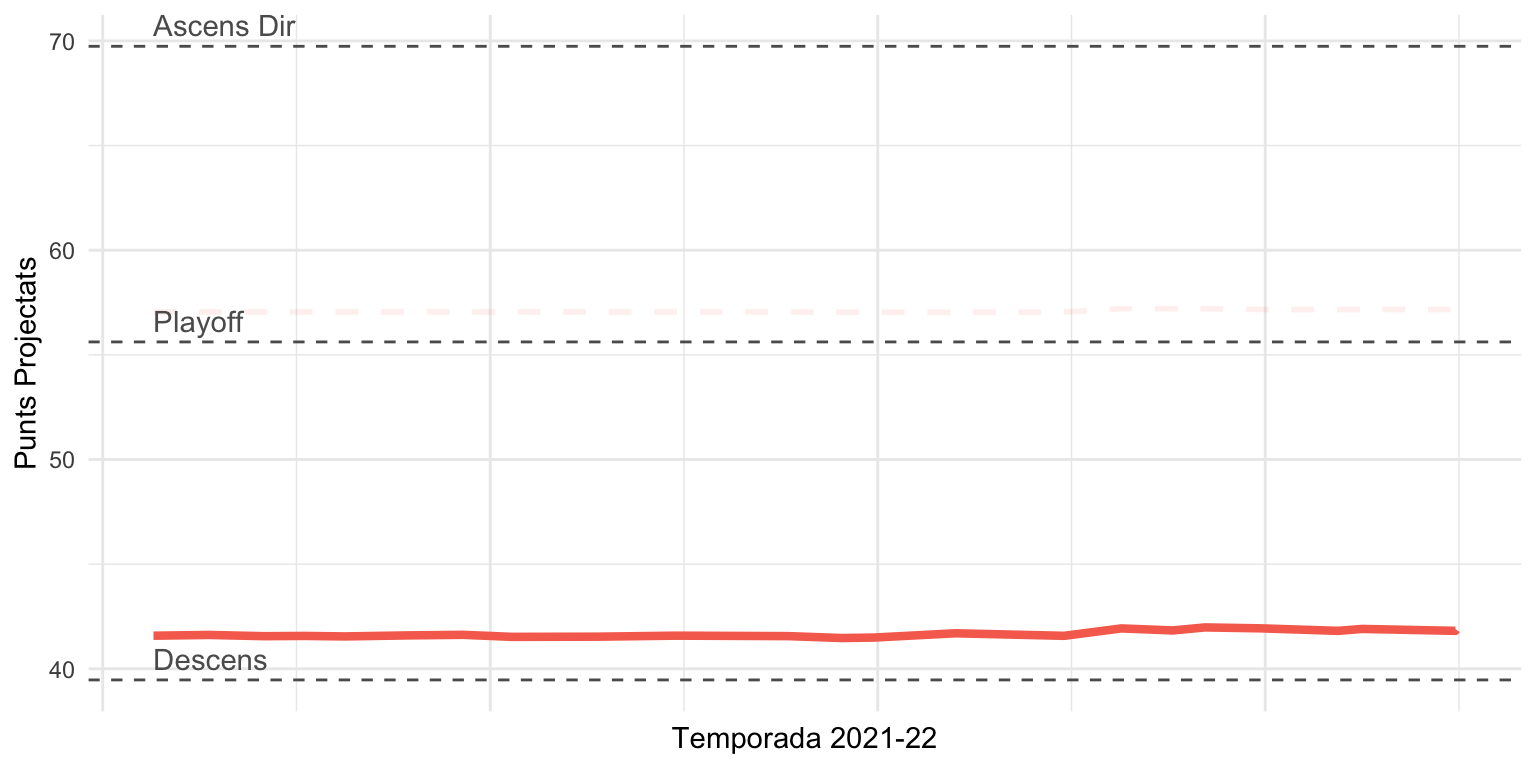 Ascens Dir
70
60
Playoff
50
Descens
40
Punts Projectats
Temporada 2021-22